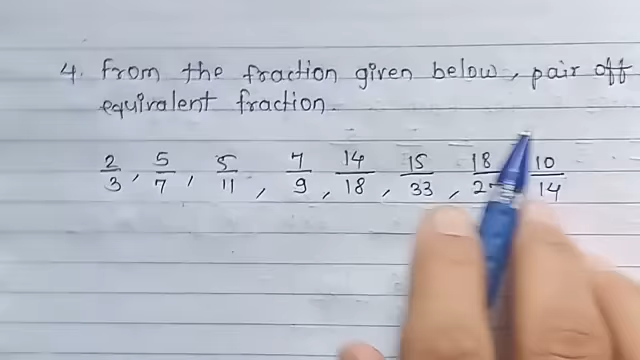 4. From the fraction given below, pair off
equivalent fraction.
2/3, 5/7, 5/11, 7/9, 14/18, 15/33, 18/ 10/14